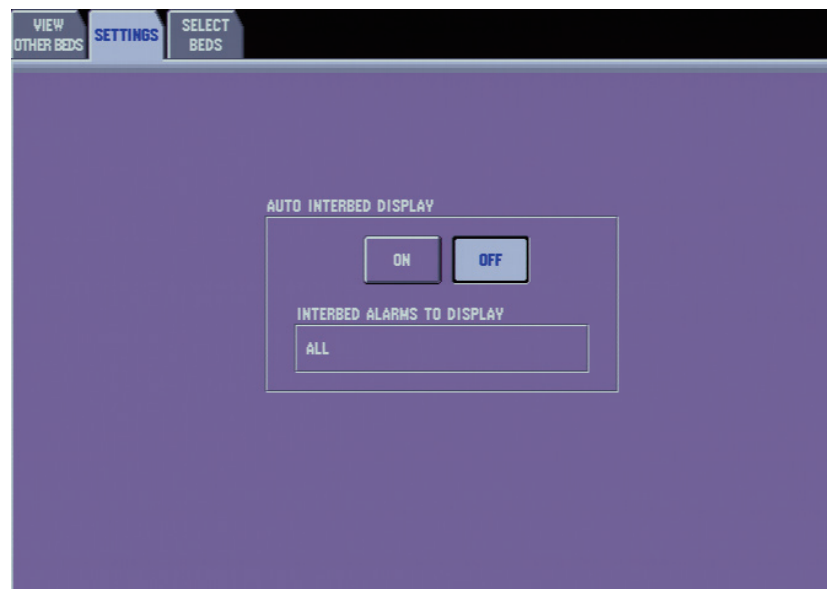 VIEW
OTHER BEDS
SETTINGS
SELECT
BEDS
AUTO INTERBED DISPLAY
ON
OFF
INTERBED ALARMS TO DISPLAY
ALL